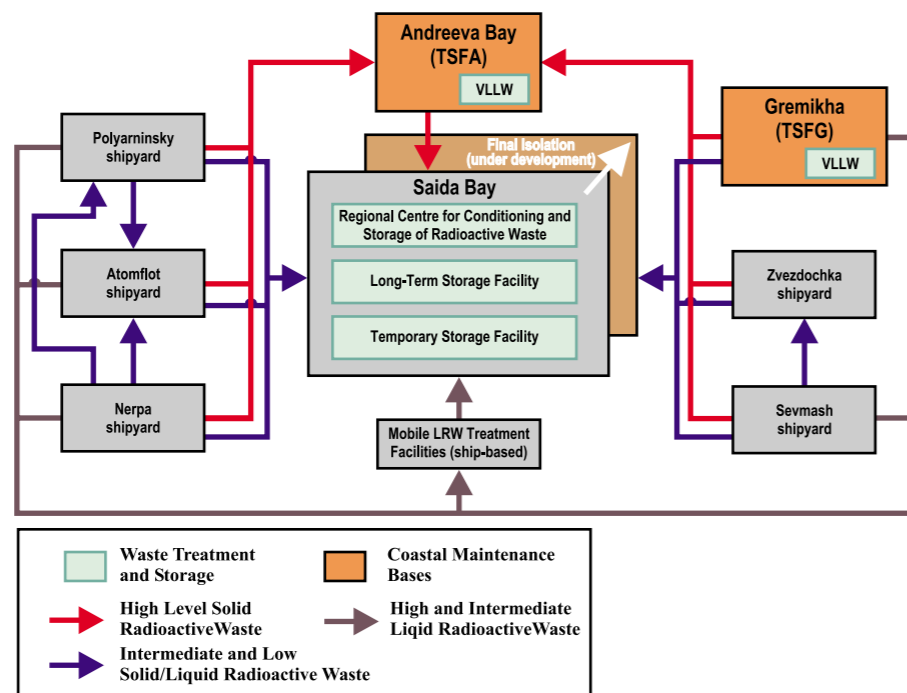 Andreeva Bay
(TSFA)
VLLW
Gremikha
(TSFG)
VLLW
Polyarninsky
shipyard
Final Isolation
(under development)
Saida Bay
Regional Centre for Conditioning and
Storage of Radioactive Waste
Long-Term Storage Facility
Temporary Storage Facility
Atomflot
shipyard
Zvezdochka
shipyard
Nerpa
shipyard
Sevmash
shipyard
Mobile LRW Treatment
Facilities (ship-based)
Waste Treatment
and Storage
Coastal Maintenance
Bases
High Level Solid
RadioactiveWaste
High and Intermediate
Liqid RadioactiveWaste
Intermediate and Low
Solid/Liquid Radioactive Waste